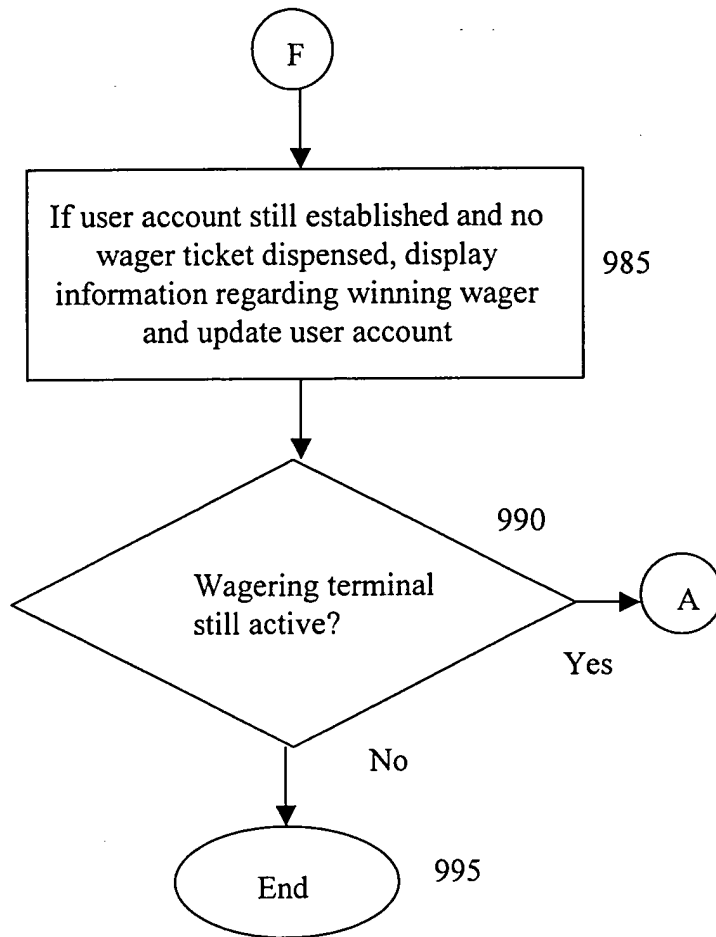 F
If user account still established and no
wager ticket dispensed, display
information regarding winning wager
and update user account
985
990
Wagering terminal
still active?
A
Yes
No
End
995